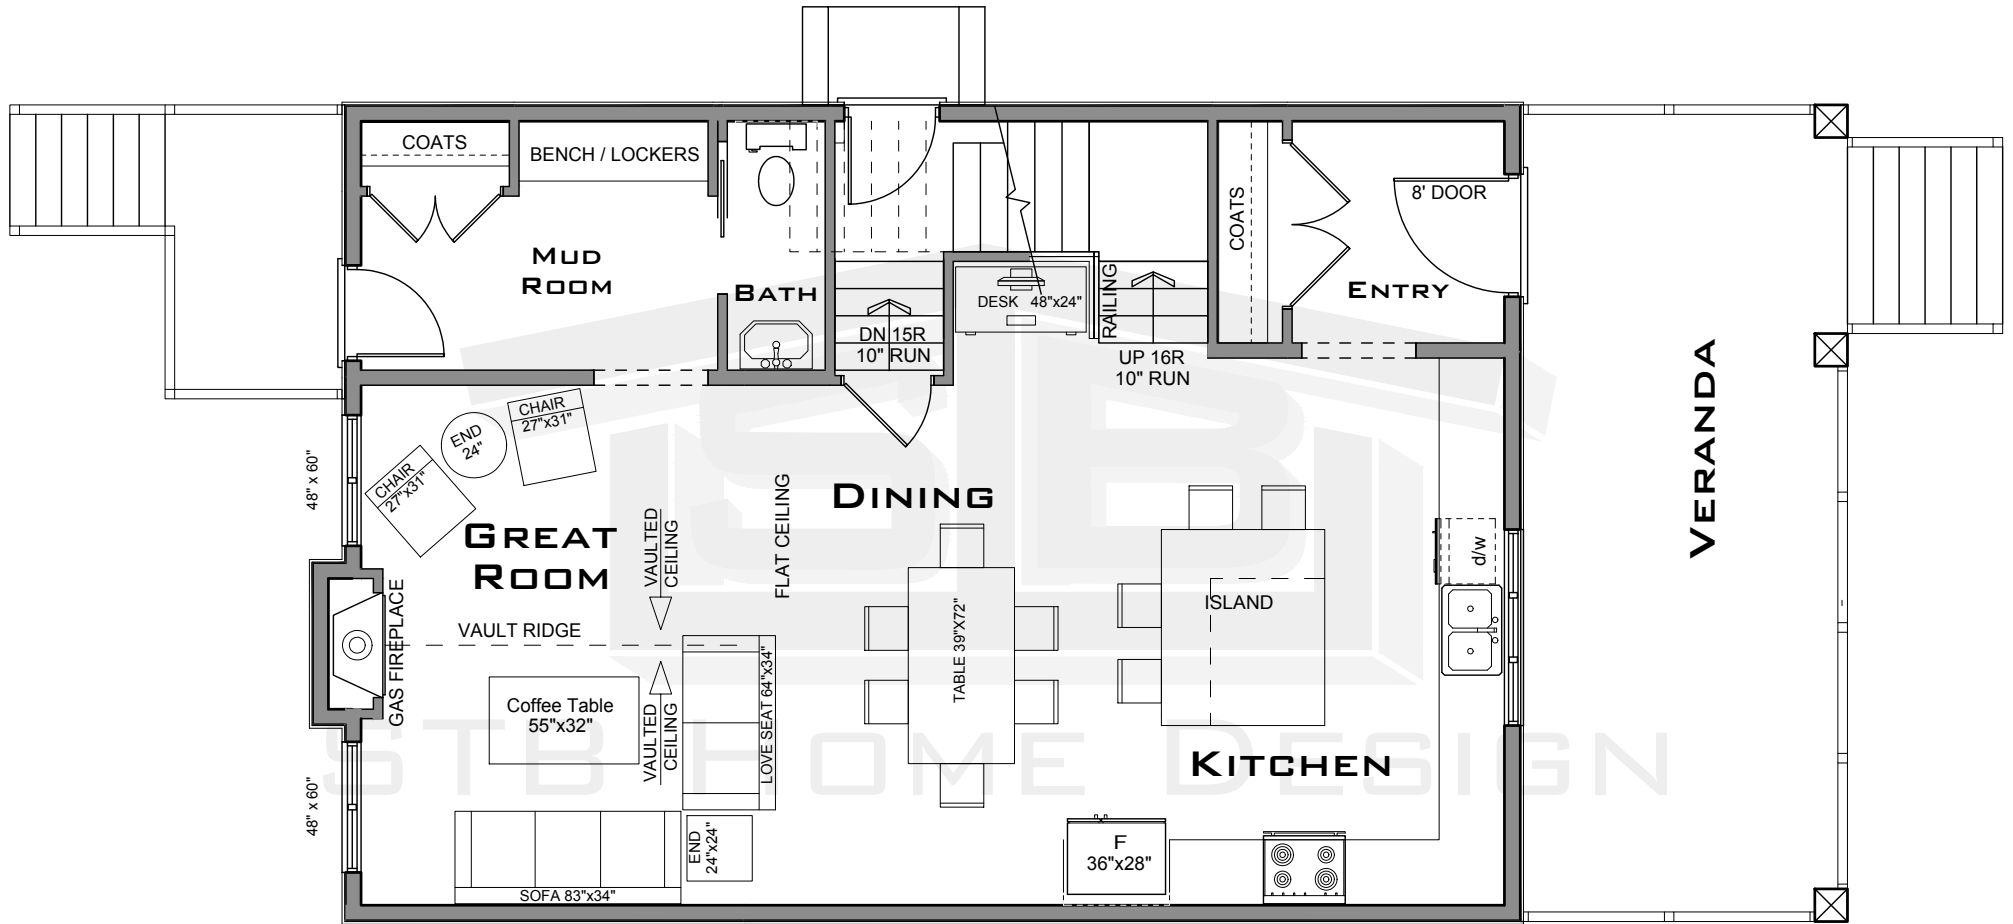 COATS
BENCH / LOCKERS
MUD
ROOM
BATH
DN 15R
10" RUN
DESK 48"x24"
RAILING
UP 16R
10" RUN
COATS
8' DOOR
ENTRY
VERANDA
CHAIR
27"x31"
END
24"
CHAIR
27"x31"
48" x 60"
GREAT
ROOM
VAULTED
CEILING
FLAT CEILING
DINING
GAS FIREPLACE
VAULT RIDGE
Coffee Table
55"x32"
VAULTED
CEILING
LOVE SEAT 64"x34"
TABLE 39"X72"
ISLAND
d/w
KITCHEN
48" x 60"
SOFA 83"x34"
END
24"x24"
F
36"x28"
STB
STB HOME DESIGN